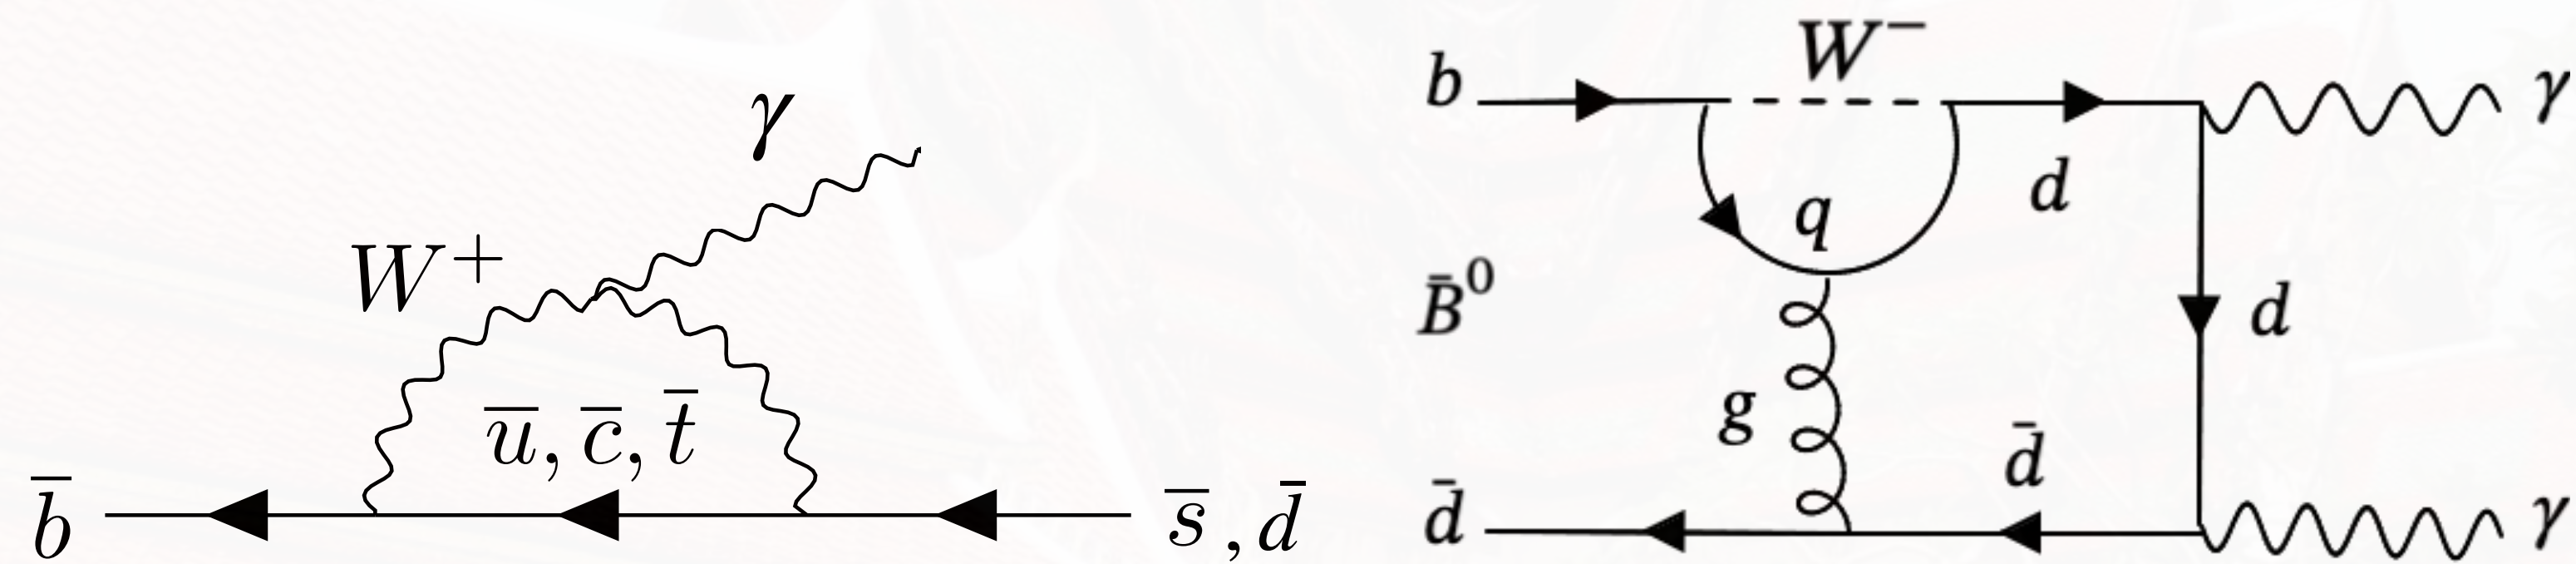 γ
W⁺
u̅, c̅, t̅
b̅
s̅, d̅
W⁻
b
γ
d
q
B̄⁰
d
g
d̄
d̄
γ